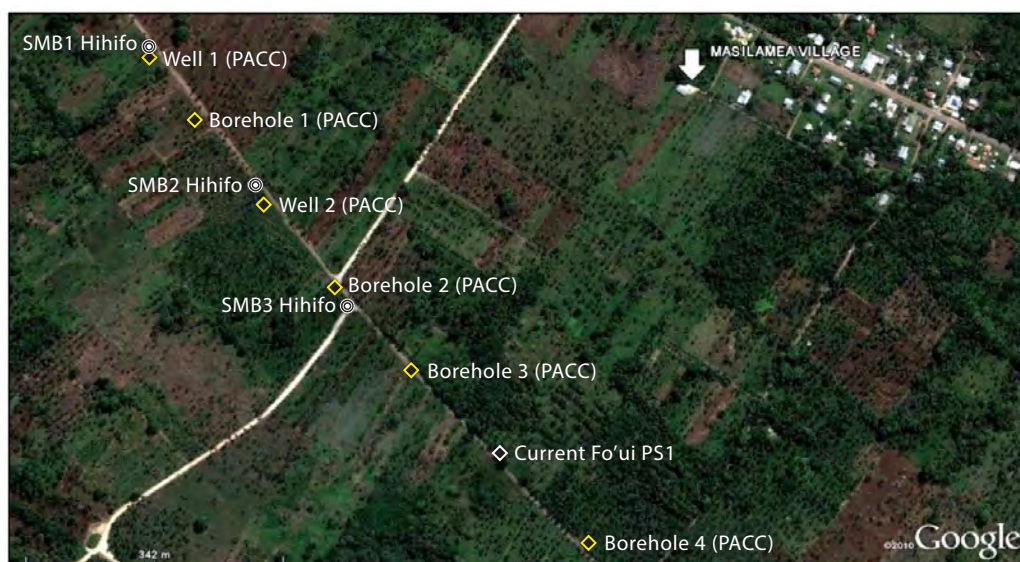 SMB1 Hihifo
Well 1 (PACC)
MASILAMEA VILLAGE
Borehole 1 (PACC)
SMB2 Hihifo
Well 2 (PACC)
Borehole 2 (PACC)
SMB3 Hihifo
Borehole 3 (PACC)
Current Fo’ui PS1
Borehole 4 (PACC)
342 m
©2010 Google